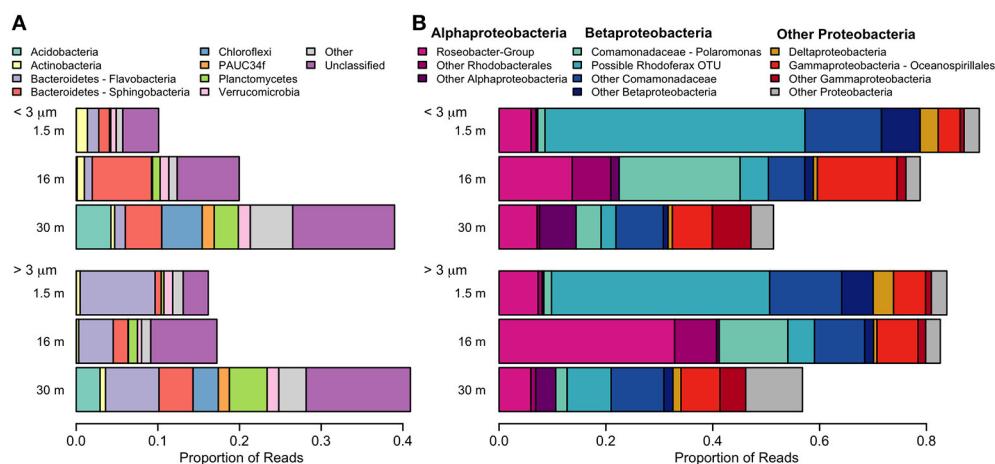 A
Acidobacteria
Actinobacteria
Bacteroidetes - Flavobacteria
Bacteroidetes - Sphingobacteria
Chloroflexi
PAUC34f
Planctomycetes
Verrucomicrobia
Other
Unclassified
< 3 μm
1.5 m
16 m
30 m
> 3 μm
1.5 m
16 m
30 m
0.0 0.1 0.2 0.3 0.4
Proportion of Reads
B
Alphaproteobacteria
Roseobacter-Group
Other Rhodobacterales
Other Alphaproteobacteria
Betaproteobacteria
Comamonadaceae - Polaromonas
Possible Rhodoferax OTU
Other Comamonadaceae
Other Betaproteobacteria
Other Proteobacteria
Deltaproteobacteria
Gammaproteobacteria - Oceanospirillales
Other Gammaproteobacteria
Other Proteobacteria
< 3 μm
1.5 m
16 m
30 m
> 3 μm
1.5 m
16 m
30 m
0.0 0.2 0.4 0.6 0.8
Proportion of Reads